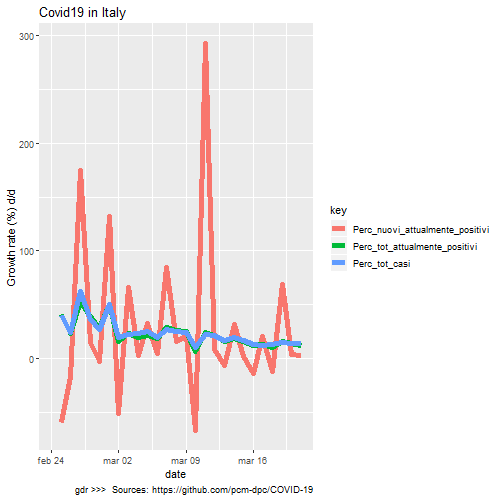 Covid19 in Italy
Growth rate (%) d/d
300
200
100
0
feb 24
mar 02
mar 09
mar 16
date
key
Perc_nuovi_attualmente_positivi
Perc_tot_attualmente_positivi
Perc_tot_casi
gdr >>> Sources: https://github.com/pcm-dpc/COVID-19